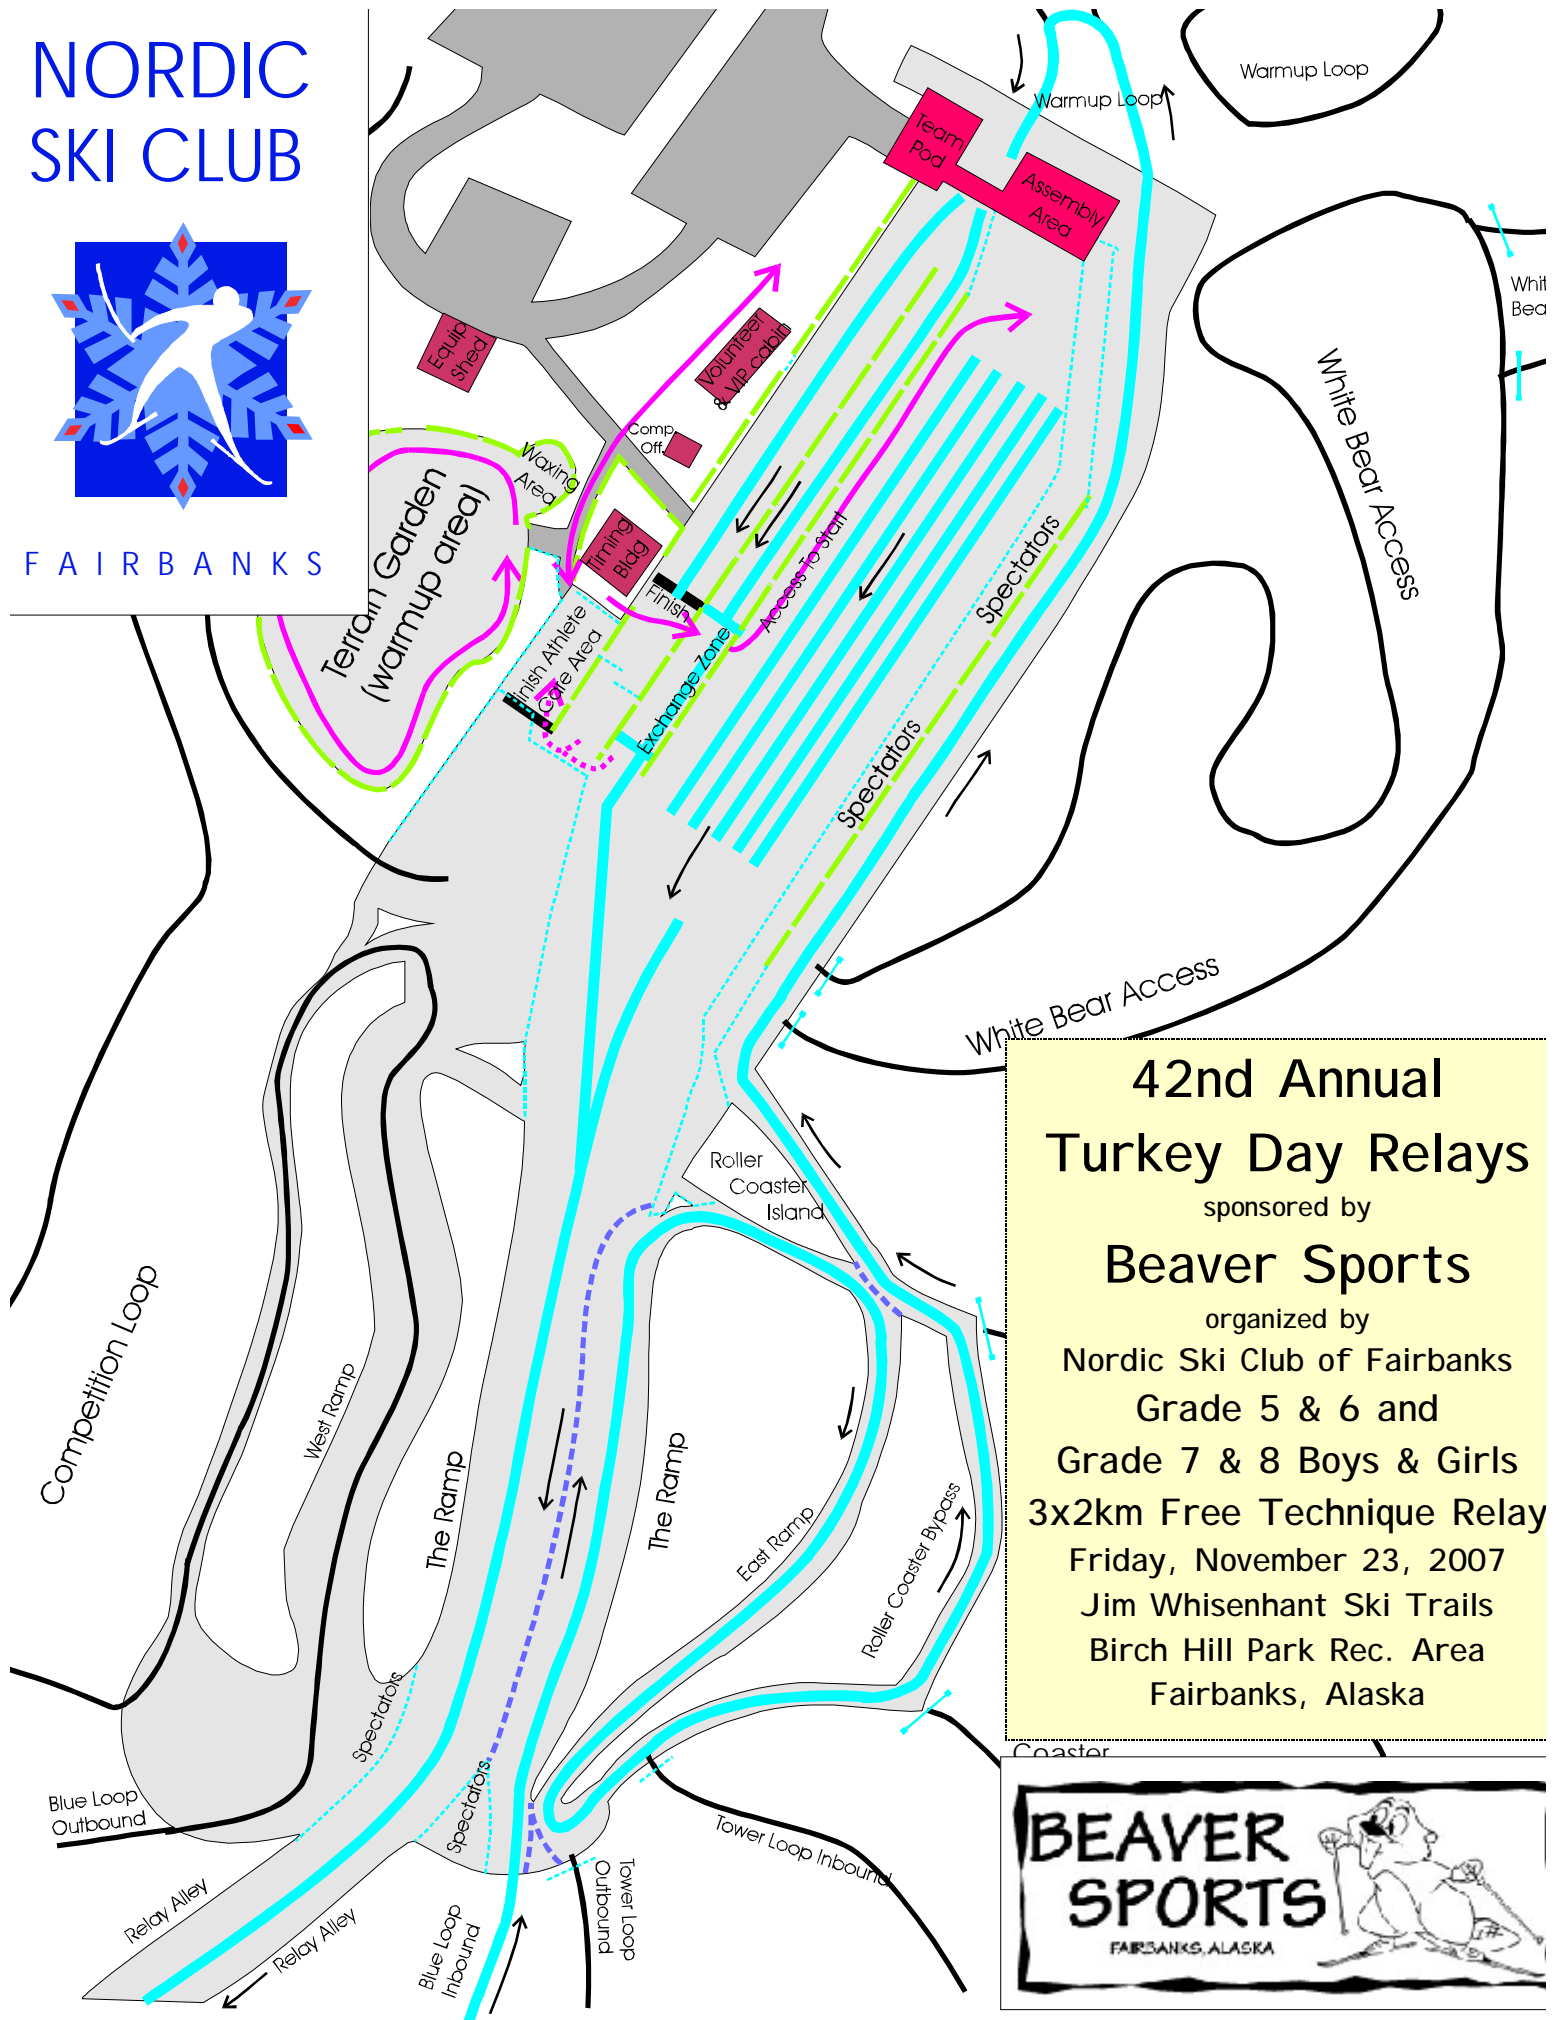 NORDIC
SKI CLUB
FAIRBANKS
Warmup Loop
Warmup Loop
Team
Pod
Assembly
Area
Equip
Shed
Volunteer
& VIP cabin
Comp
Off.
Waxing
Area
Terrain Garden
(warmup area)
Timing
Bldg
Finish
Finish Athlete
Care Area
Exchange Zone
Access To Start
Spectators
Spectators
White Bear Access
White Bear Access
Roller
Coaster
Island
Competition Loop
West Ramp
The Ramp
The Ramp
East Ramp
Roller Coaster Bypass
Spectators
Spectators
Blue Loop
Outbound
Relay Alley
Relay Alley
Blue Loop
Inbound
Tower Loop
Outbound
Tower Loop Inbound
Coaster
42nd Annual
Turkey Day Relays
sponsored by
Beaver Sports
organized by
Nordic Ski Club of Fairbanks
Grade 5 & 6 and
Grade 7 & 8 Boys & Girls
3x2km Free Technique Relay
Friday, November 23, 2007
Jim Whisenhant Ski Trails
Birch Hill Park Rec. Area
Fairbanks, Alaska
BEAVER
SPORTS
FAIRBANKS, ALASKA